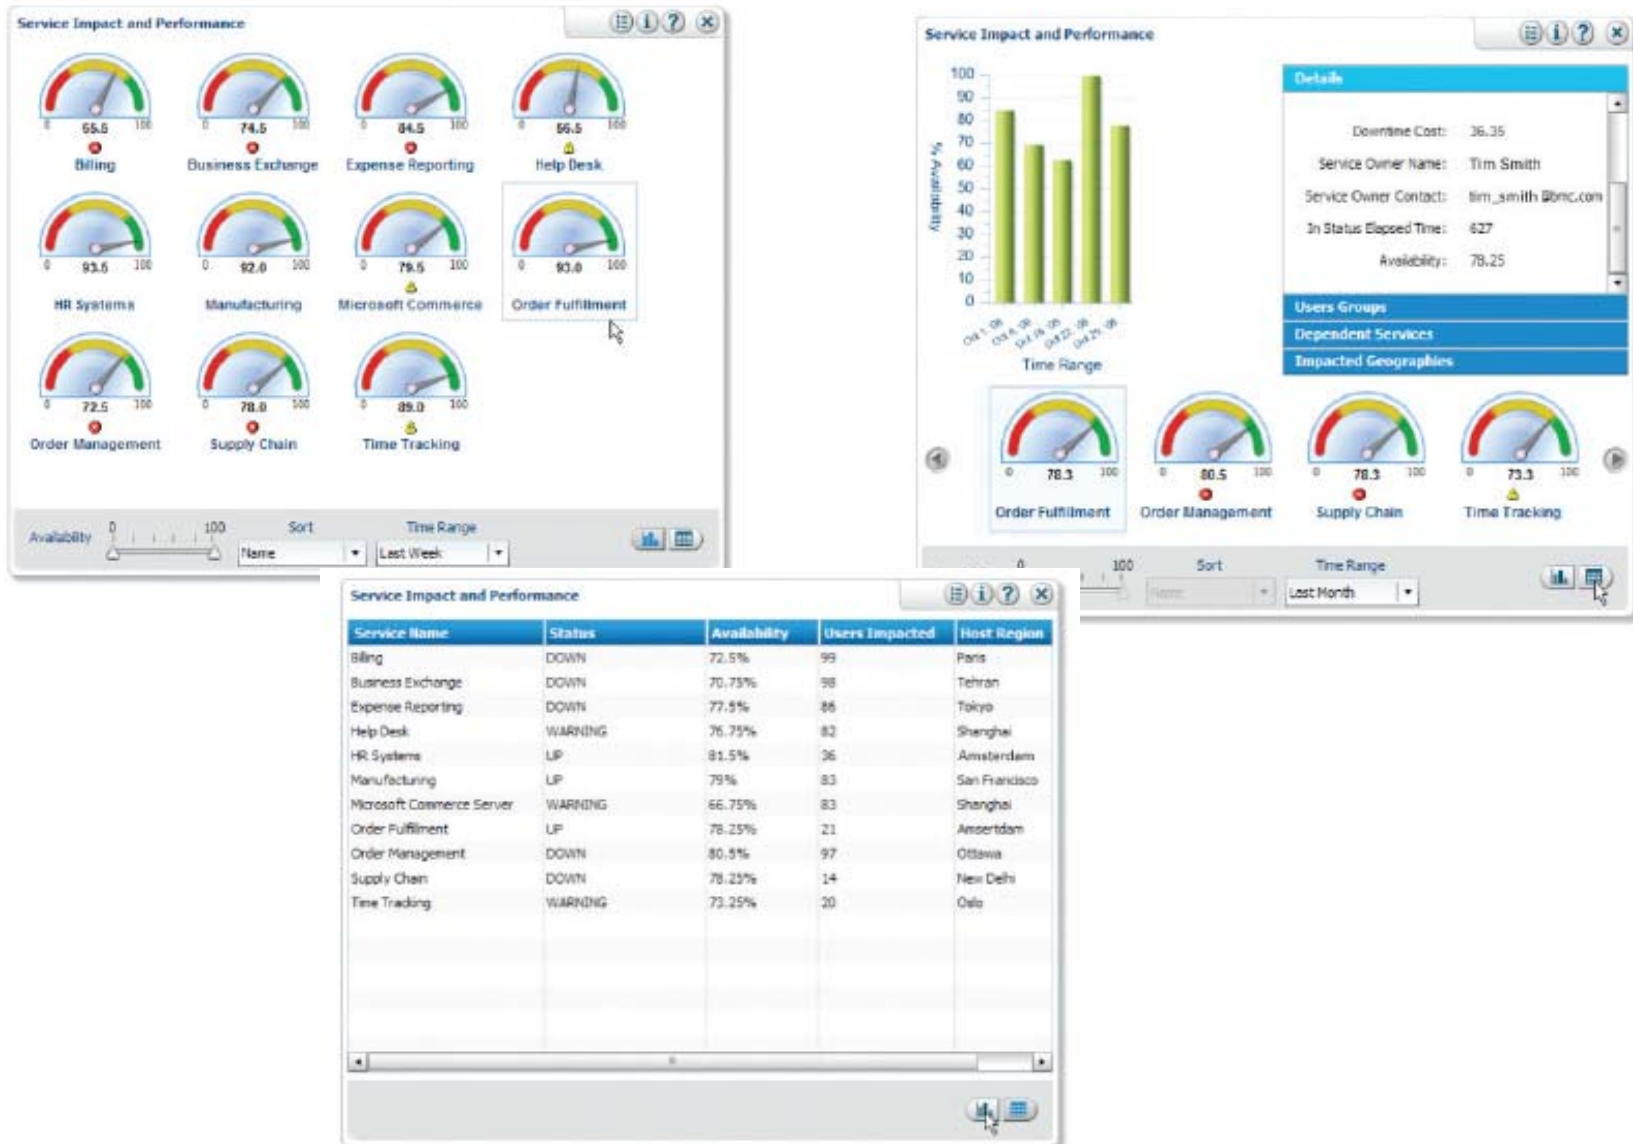 Service Impact and Performance
0 65.5 100
Billing
0 74.5 100
Business Exchange
0 84.5 100
Expense Reporting
0 56.5 100
Help Desk
0 93.5 100
HR Systems
0 92.0 100
Manufacturing
0 79.5 100
Microsoft Commerce
0 93.0 100
Order Fulfillment
0 72.5 100
Order Management
0 78.0 100
Supply Chain
0 89.0 100
Time Tracking
Availability 0 100
Sort
Name
Time Range
Last Week
Service Impact and Performance
% Availability
100
90
80
70
60
50
40
30
20
10
0
Time Range
Details
Downtime Cost: 36.35
Service Owner Name: Tim Smith
Service Owner Contact: tim_smith@bmc.com
In Status Elapsed Time: 627
Availability: 78.25
Users Groups
Dependent Services
Impacted Geographies
0 78.3 100
Order Fulfillment
0 80.5 100
Order Management
0 78.3 100
Supply Chain
0 73.3 100
Time Tracking
0 100
Sort
Name
Time Range
Last Month
Service Impact and Performance
Service Name Status Availability Users Impacted Host Region
Billing DOWN 72.5% 99 Paris
Business Exchange DOWN 70.75% 98 Tehran
Expense Reporting DOWN 77.5% 86 Tokyo
Help Desk WARNING 76.75% 82 Shanghai
HR Systems UP 81.5% 36 Amsterdam
Manufacturing UP 79% 83 San Francisco
Microsoft Commerce Server WARNING 66.75% 83 Shanghai
Order Fulfillment UP 78.25% 21 Amsertdam
Order Management DOWN 80.5% 97 Ottawa
Supply Chain DOWN 78.25% 14 New Delhi
Time Tracking WARNING 73.25% 20 Oslo